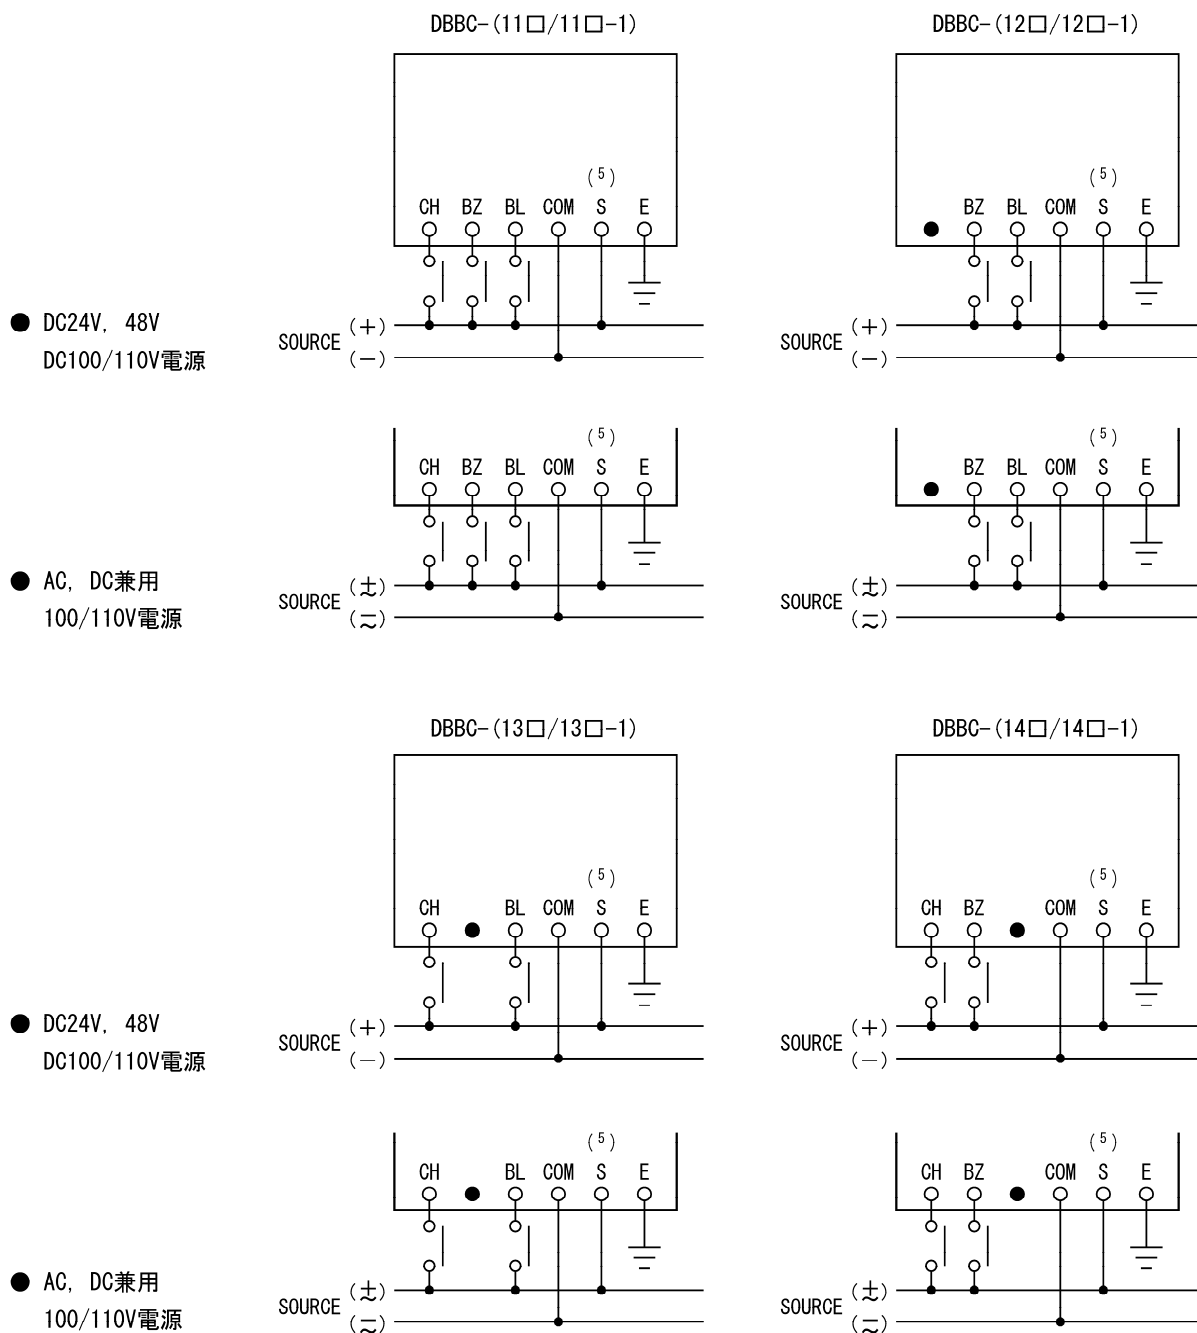 DBBC-(11□/11□-1)
DBBC-(12□/12□-1)
(5)
CH BZ BL COM S E
(5)
BZ BL COM S E
● DC24V, 48V
DC100/110V電源
SOURCE (+)
(−)
SOURCE (+)
(−)
(5)
CH BZ BL COM S E
(5)
BZ BL COM S E
● AC, DC兼用
100/110V電源
SOURCE (±~)
(−~)
SOURCE (±~)
(−~)
DBBC-(13□/13□-1)
DBBC-(14□/14□-1)
(5)
CH BL COM S E
(5)
CH BZ COM S E
● DC24V, 48V
DC100/110V電源
SOURCE (+)
(−)
SOURCE (+)
(−)
(5)
CH BL COM S E
(5)
CH BZ COM S E
● AC, DC兼用
100/110V電源
SOURCE (±~)
(−~)
SOURCE (±~)
(−~)